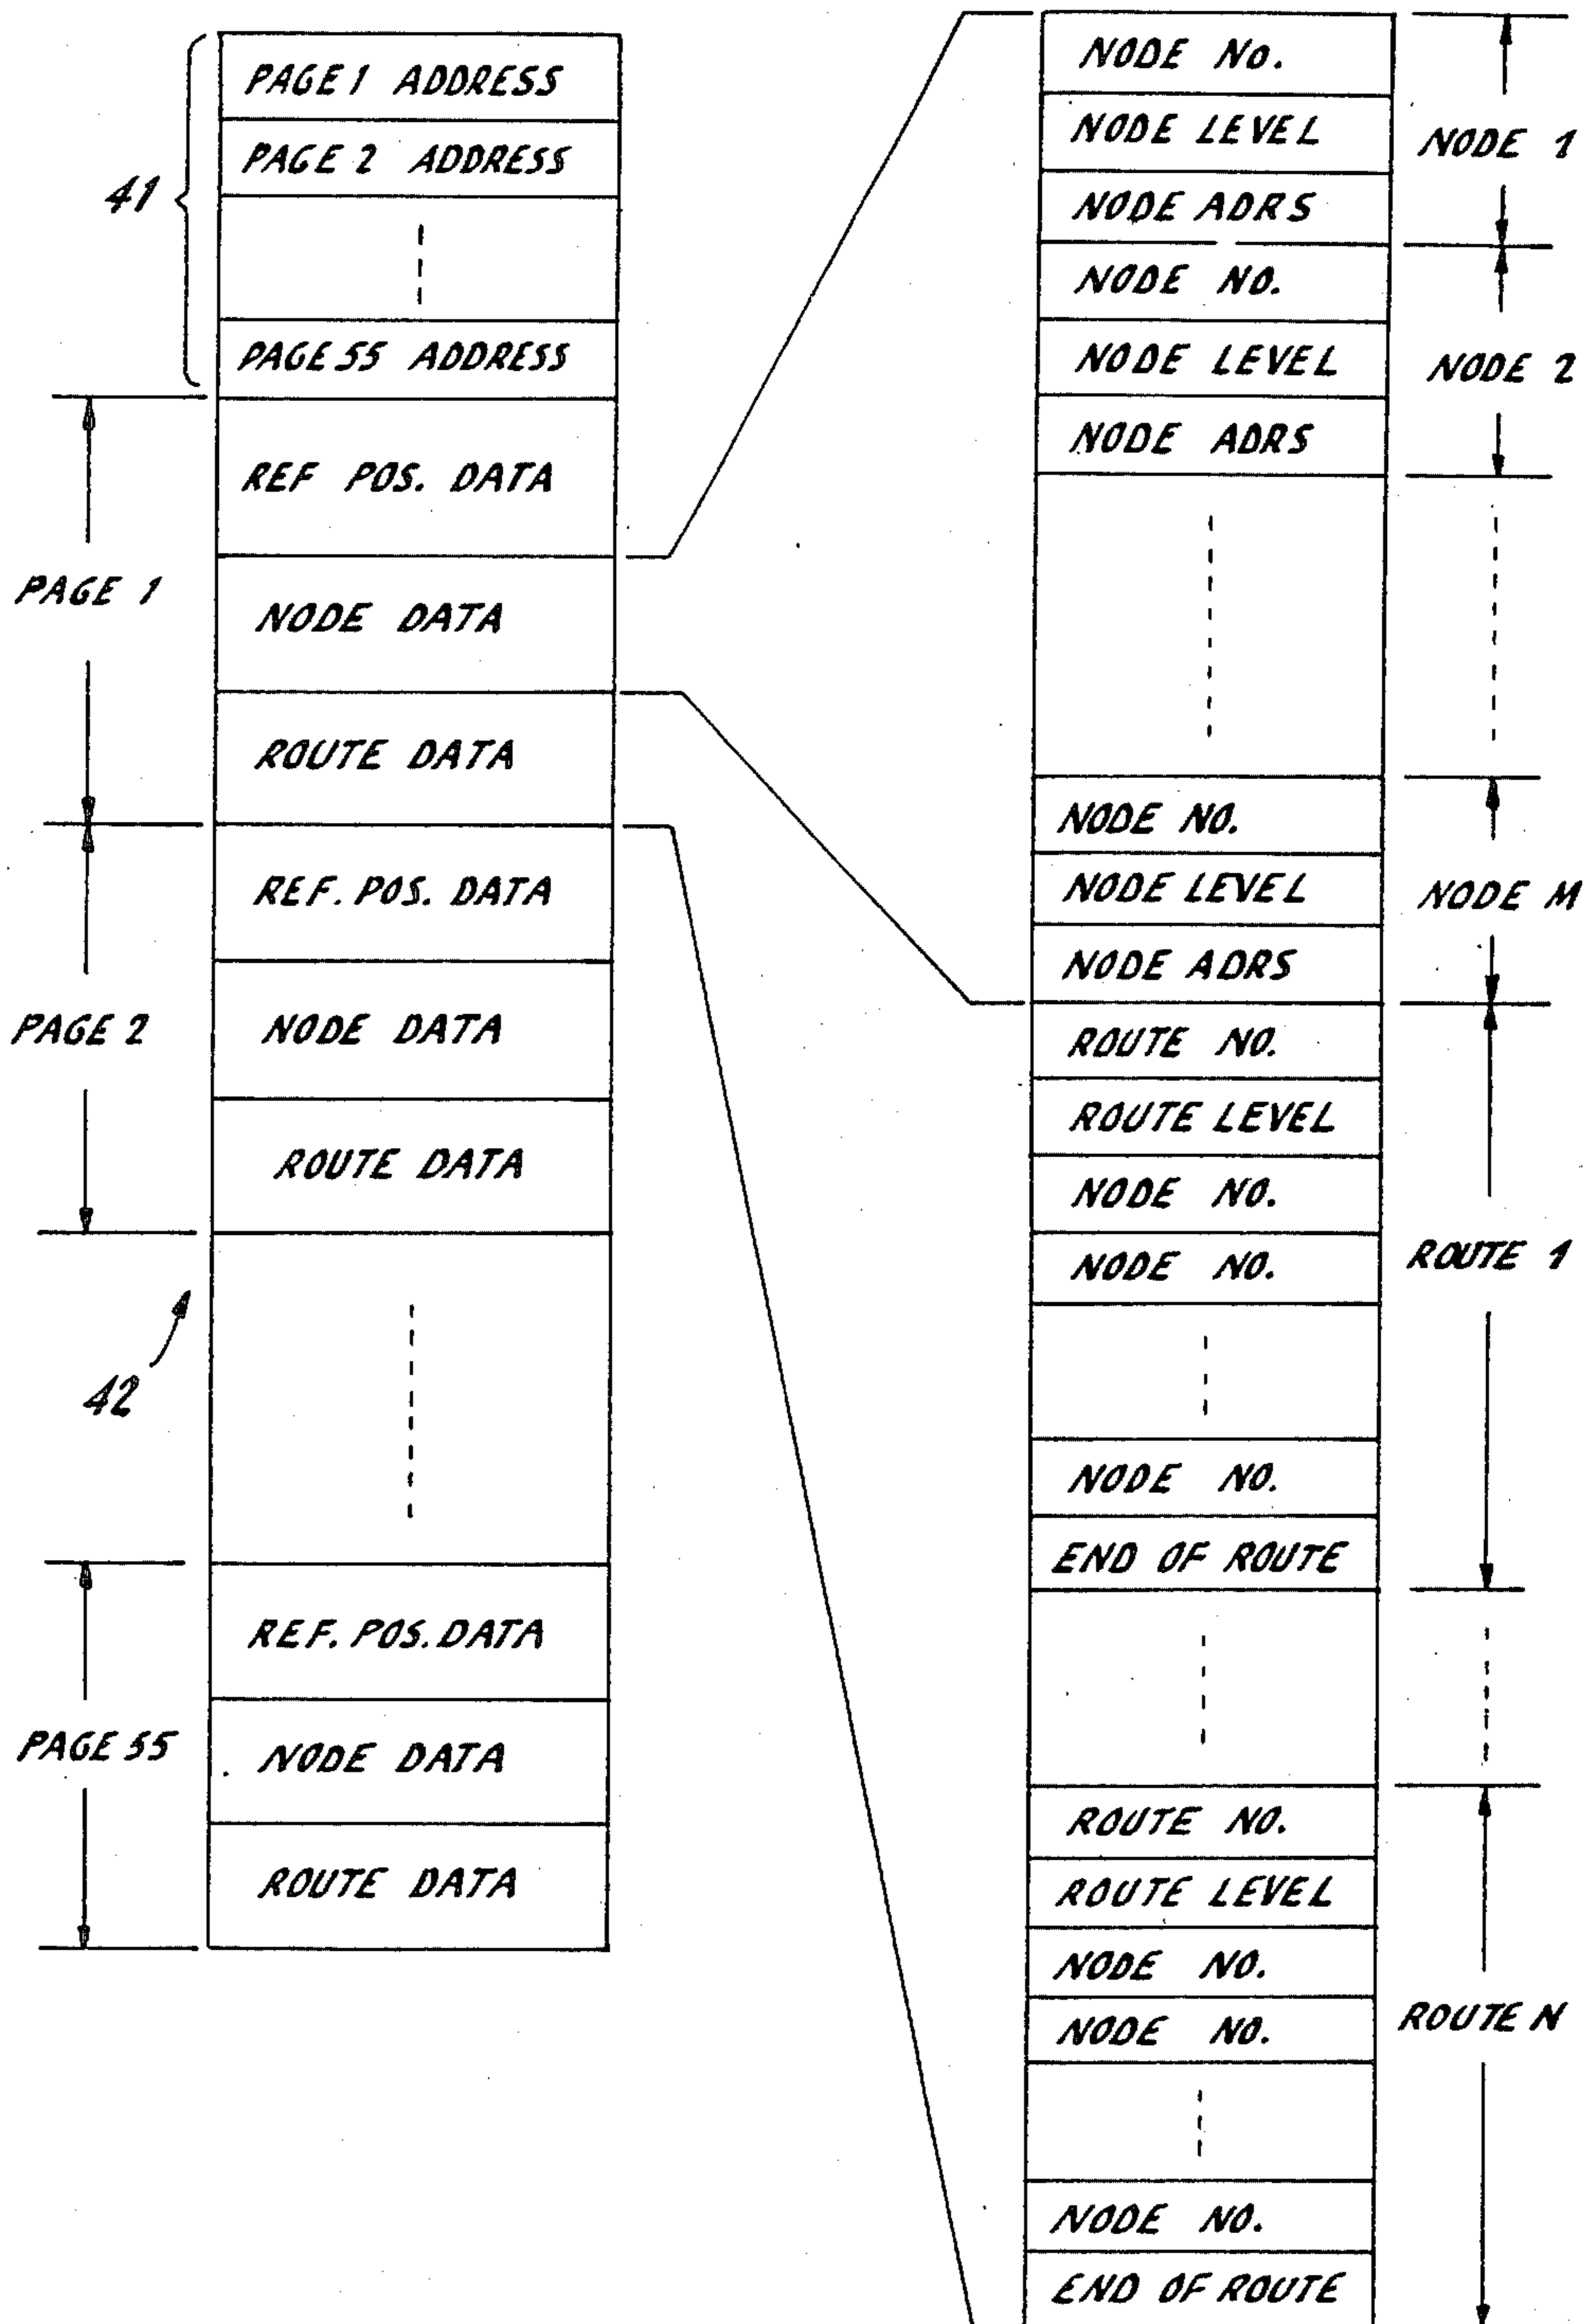 PAGE 1 ADDRESS
PAGE 2 ADDRESS
41
PAGE 55 ADDRESS
REF POS. DATA
PAGE 1
NODE DATA
ROUTE DATA
REF. POS. DATA
PAGE 2
NODE DATA
ROUTE DATA
42
REF. POS. DATA
PAGE 55
NODE DATA
ROUTE DATA
NODE No.
NODE LEVEL
NODE 1
NODE ADRS
NODE NO.
NODE LEVEL
NODE 2
NODE ADRS
NODE NO.
NODE LEVEL
NODE M
NODE ADRS
ROUTE NO.
ROUTE LEVEL
NODE NO.
NODE NO.
ROUTE 1
NODE NO.
END OF ROUTE
ROUTE NO.
ROUTE LEVEL
NODE NO.
NODE NO.
ROUTE N
NODE NO.
END OF ROUTE